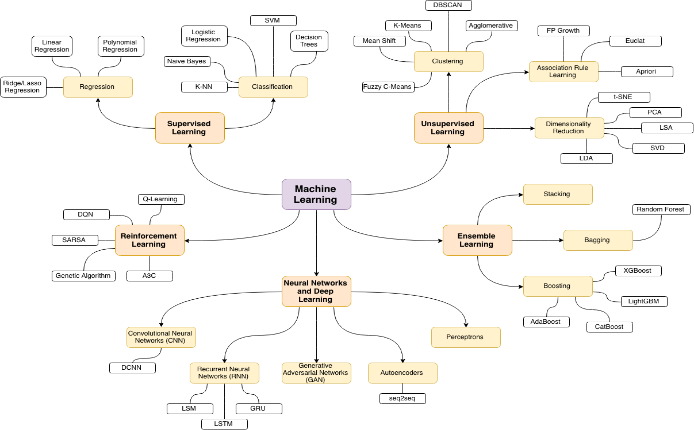 DBSCAN
SVM
K-Means
Agglomerative
FP Growth
Logistic
Regression
Decision
Trees
Linear
Regression
Polynomial
Regression
Mean Shift
Euclat
Naive Bayes
Clustering
Association Rule
Learning
Apriori
Ridge/Lasso
Regression
Regression
K-NN
Classification
Fuzzy C-Means
t-SNE
PCA
Supervised
Learning
Unsupervised
Learning
Dimensionality
Reduction
LSA
SVD
LDA
Machine
Learning
Q-Learning
Stacking
DQN
Random Forest
SARSA
Reinforcement
Learning
Ensemble
Learning
Bagging
Genetic Algorithm
A3C
XGBoost
Neural Networks
and Deep
Learning
Boosting
LightGBM
AdaBoost
CatBoost
Convolutional Neural
Networks (CNN)
Perceptrons
DCNN
Recurrent Neural
Networks (RNN)
Generative
Adversarial Networks
(GAN)
Autoencoders
seq2seq
LSM
GRU
LSTM